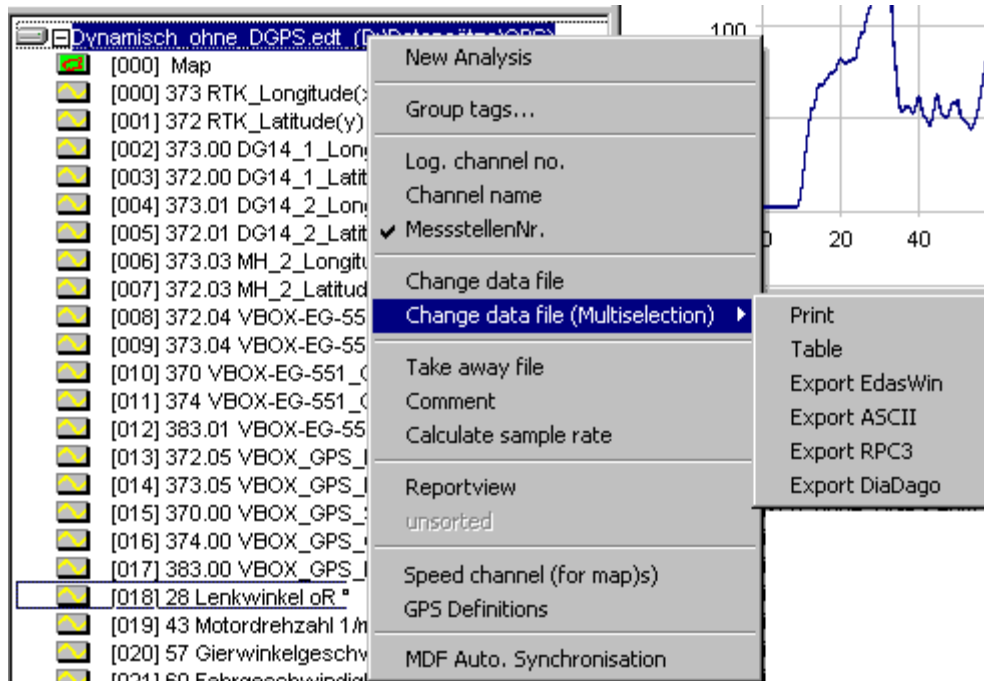 Dynamisch_ohne_DGPS.edt (D:\Datensätze\GPS)
[000] Map
[000] 373 RTK_Longitude(
[001] 372 RTK_Latitude(y)
[002] 373.00 DG14_1_Lon
[003] 372.00 DG14_1_Latit
[004] 373.01 DG14_2_Lon
[005] 372.01 DG14_2_Latit
[006] 373.03 MH_2_Longitu
[007] 372.03 MH_2_Latitud
[008] 372.04 VBOX-EG-55
[009] 373.04 VBOX-EG-55
[010] 370 VBOX-EG-551_
[011] 374 VBOX-EG-551_
[012] 383.01 VBOX-EG-55
[013] 372.05 VBOX_GPS_
[014] 373.05 VBOX_GPS_
[015] 370.00 VBOX_GPS_
[016] 374.00 VBOX_GPS_
[017] 383.00 VBOX_GPS_
[018] 28 Lenkwinkel oR °
[019] 43 Motordrehzahl 1/
[020] 57 Gierwinkelgeschw
[021] 60 Fahrgeschwindig
New Analysis
Group tags...
Log. channel no.
Channel name
MessstellenNr.
Change data file
Change data file (Multiselection)
Take away file
Comment
Calculate sample rate
Reportview
unsorted
Speed channel (for map)s)
GPS Definitions
MDF Auto. Synchronisation
Print
Table
Export EdasWin
Export ASCII
Export RPC3
Export DiaDago
100
20 40